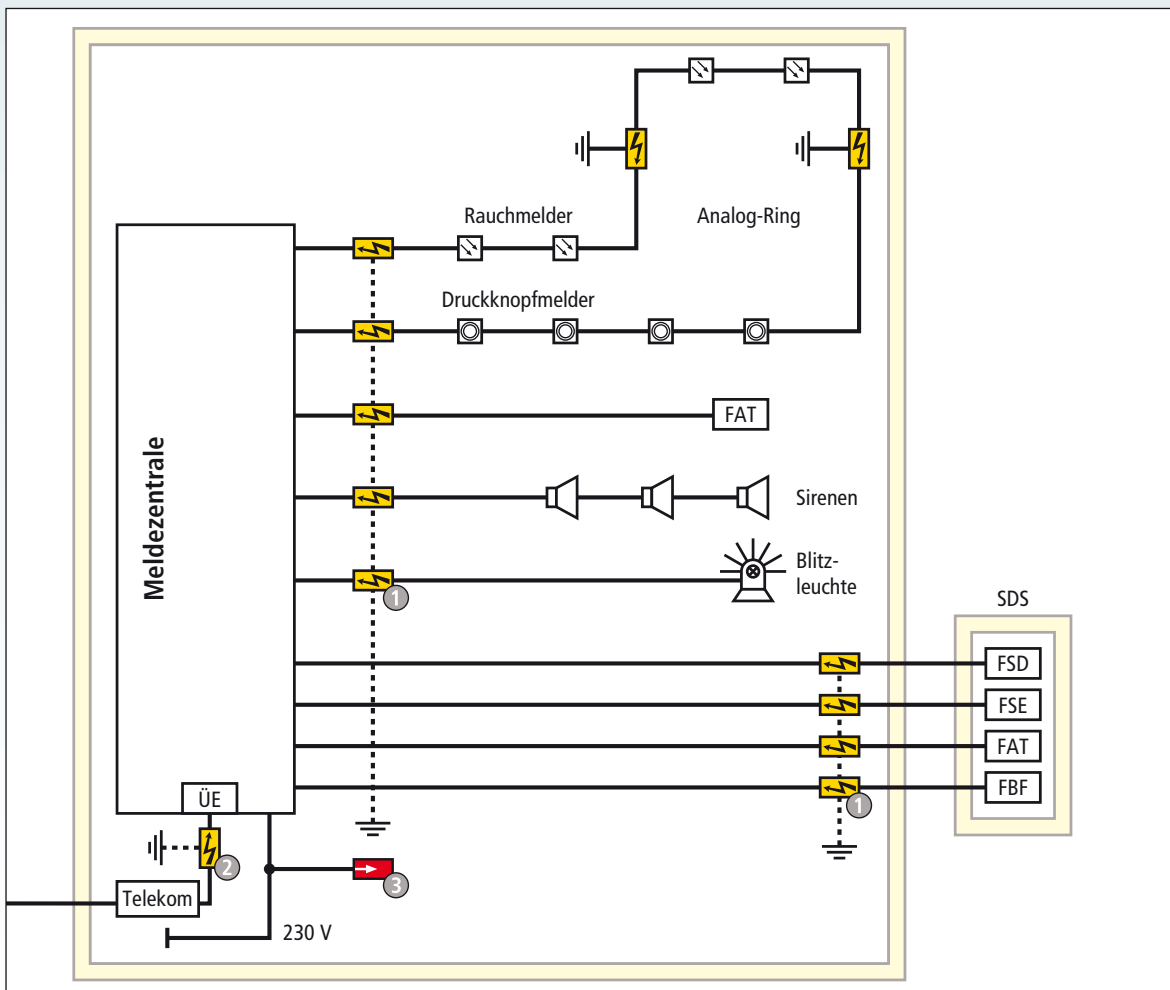 Rauchmelder
Analog-Ring
Druckknopfmelder
Meldezentrale
FAT
Sirenen
Blitz-
leuchte
1
SDS
FSD
FSE
FAT
FBF
1
ÜE
2
3
Telekom
230 V